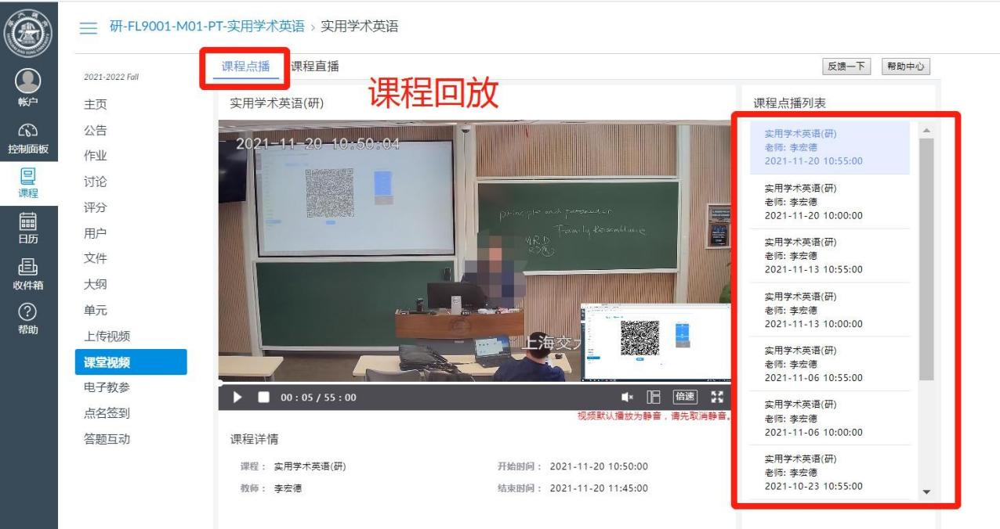 研-FL9001-M01-PT-实用学术英语 › 实用学术英语
帐户
控制面板
课程
日历
收件箱
帮助
2021-2022 Fall
主页
公告
作业
讨论
评分
用户
文件
大纲
单元
上传视频
课堂视频
电子教参
点名签到
答题互动
课程点播 课程直播
反馈一下 帮助中心
课程回放
实用学术英语(研)
2021-11-20 10:50:04
principle and parameter
Family Resemblance
上海交大
00:05 / 55:00
倍速
视频默认播放为静音，请先取消静音。
课程详情
课程： 实用学术英语(研) 开始时间： 2021-11-20 10:50:00
教师： 李宏德 结束时间： 2021-11-20 11:45:00
课程点播列表
实用学术英语(研)
老师: 李宏德
2021-11-20 10:55:00
实用学术英语(研)
老师: 李宏德
2021-11-20 10:00:00
实用学术英语(研)
老师: 李宏德
2021-11-13 10:55:00
实用学术英语(研)
老师: 李宏德
2021-11-13 10:00:00
实用学术英语(研)
老师: 李宏德
2021-11-06 10:55:00
实用学术英语(研)
老师: 李宏德
2021-11-06 10:00:00
实用学术英语(研)
老师: 李宏德
2021-10-23 10:55:00